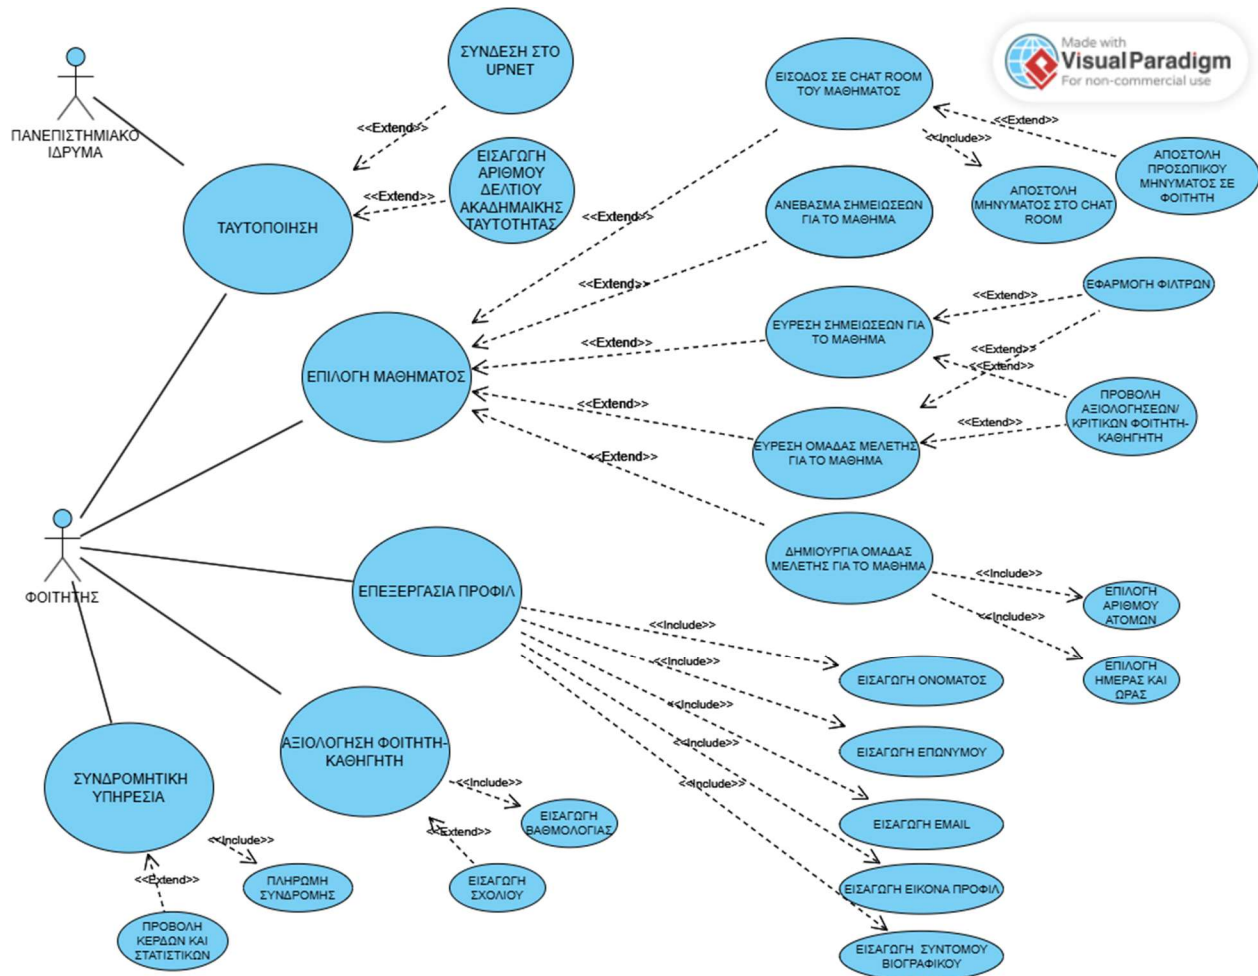 ΠΑΝΕΠΙΣΤΗΜΙΑΚΟ
ΙΔΡΥΜΑ
ΣΥΝΔΕΣΗ ΣΤΟ
UPNET
<<Extend>>
ΕΙΣΑΓΩΓΗ
ΑΡΙΘΜΟΥ
ΔΕΛΤΙΟΥ
ΑΚΑΔΗΜΑΙΚΗΣ
ΤΑΥΤΟΤΗΤΑΣ
<<Extend>>
ΤΑΥΤΟΠΟΙΗΣΗ
Made with
Visual Paradigm
For non-commercial use
ΕΙΣΟΔΟΣ ΣΕ CHAT ROOM
ΤΟΥ ΜΑΘΗΜΑΤΟΣ
<<Extend>>
<<Include>>
ΑΠΟΣΤΟΛΗ
ΠΡΟΣΩΠΙΚΟΥ
ΜΗΝΥΜΑΤΟΣ ΣΕ
ΦΟΙΤΗΤΗ
ΑΠΟΣΤΟΛΗ
ΜΗΝΥΜΑΤΟΣ ΣΤΟ CHAT
ROOM
ΑΝΕΒΑΣΜΑ ΣΗΜΕΙΩΣΕΩΝ
ΓΙΑ ΤΟ ΜΑΘΗΜΑ
<<Extend>>
<<Extend>>
ΕΦΑΡΜΟΓΗ ΦΙΛΤΡΩΝ
<<Extend>>
ΕΥΡΕΣΗ ΣΗΜΕΙΩΣΕΩΝ ΓΙΑ
ΤΟ ΜΑΘΗΜΑ
<<Extend>>
<<Extend>>
<<Extend>>
ΕΠΙΛΟΓΗ ΜΑΘΗΜΑΤΟΣ
<<Extend>>
<<Extend>>
ΠΡΟΒΟΛΗ
ΑΞΙΟΛΟΓΗΣΕΩΝ/
ΚΡΙΤΙΚΩΝ ΦΟΙΤΗΤΗ-
ΚΑΘΗΓΗΤΗ
ΕΥΡΕΣΗ ΟΜΑΔΑΣ ΜΕΛΕΤΗΣ
ΓΙΑ ΤΟ ΜΑΘΗΜΑ
<<Extend>>
ΔΗΜΙΟΥΡΓΙΑ ΟΜΑΔΑΣ
ΜΕΛΕΤΗΣ ΓΙΑ ΤΟ ΜΑΘΗΜΑ
<<Include>>
ΕΠΙΛΟΓΗ
ΑΡΙΘΜΟΥ
ΑΤΟΜΩΝ
<<Include>>
ΕΠΙΛΟΓΗ
ΗΜΕΡΑΣ ΚΑΙ
ΩΡΑΣ
ΦΟΙΤΗΤΗΣ
ΕΠΕΞΕΡΓΑΣΙΑ ΠΡΟΦΙΛ
<<Include>>
ΕΙΣΑΓΩΓΗ ΟΝΟΜΑΤΟΣ
<<Include>>
ΕΙΣΑΓΩΓΗ ΕΠΩΝΥΜΟΥ
<<Include>>
ΕΙΣΑΓΩΓΗ EMAIL
<<Include>>
ΕΙΣΑΓΩΓΗ ΕΙΚΟΝΑ ΠΡΟΦΙΛ
<<Include>>
ΕΙΣΑΓΩΓΗ ΣΥΝΤΟΜΟΥ
ΒΙΟΓΡΑΦΙΚΟΥ
ΑΞΙΟΛΟΓΗΣΗ ΦΟΙΤΗΤΗ-
ΚΑΘΗΓΗΤΗ
<<Include>>
ΕΙΣΑΓΩΓΗ
ΒΑΘΜΟΛΟΓΙΑΣ
<<Extend>>
ΕΙΣΑΓΩΓΗ
ΣΧΟΛΙΟΥ
ΣΥΝΔΡΟΜΗΤΙΚΗ
ΥΠΗΡΕΣΙΑ
<<Include>>
ΠΛΗΡΩΜΗ
ΣΥΝΔΡΟΜΗΣ
<<Extend>>
ΠΡΟΒΟΛΗ
ΚΕΡΔΩΝ ΚΑΙ
ΣΤΑΤΙΣΤΙΚΩΝ